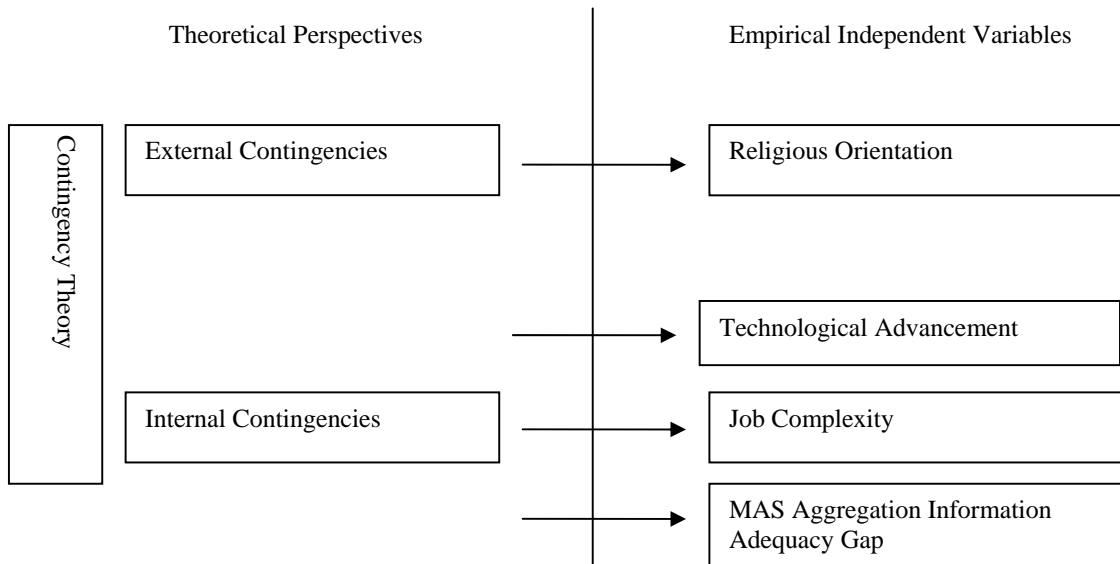 Theoretical Perspectives
Empirical Independent Variables
Contingency Theory
External Contingencies
Religious Orientation
Technological Advancement
Internal Contingencies
Job Complexity
MAS Aggregation Information
Adequacy Gap